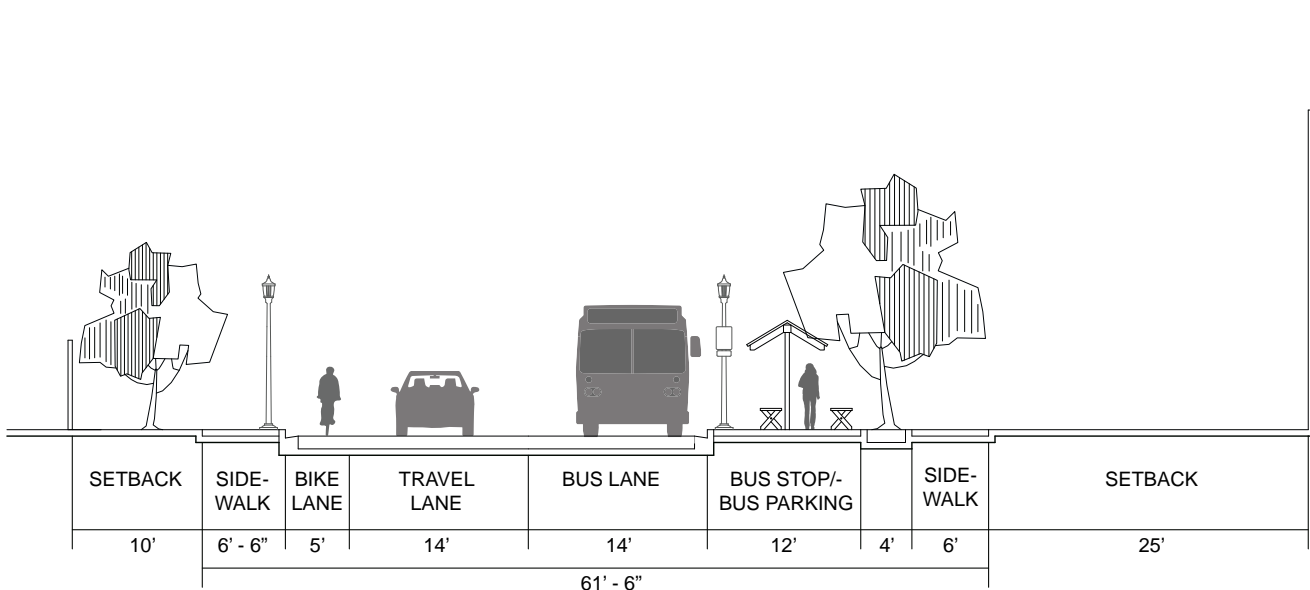 SETBACK
SIDE-
WALK
BIKE
LANE
TRAVEL
LANE
BUS LANE
BUS STOP/-
BUS PARKING
SIDE-
WALK
SETBACK
10’
6’ - 6”
5’
14’
14’
12’
4’
6’
25’
61’ - 6”